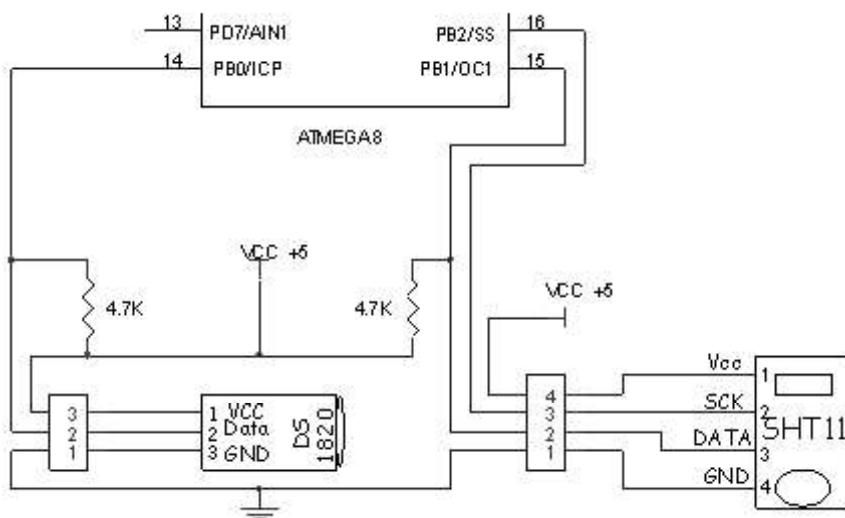 13 PD7/AIN1 PB2/SS 16
14 PB0/ICP PB1/OC1 15
ATMEGA8
VCC +5
VCC +5
4.7K 4.7K
Vcc 1
4
3 1 VCC 3 SCK 2
2 2 Data 2 DATA SHT11
1 3 GND 1 3
DS 1820
GND 4